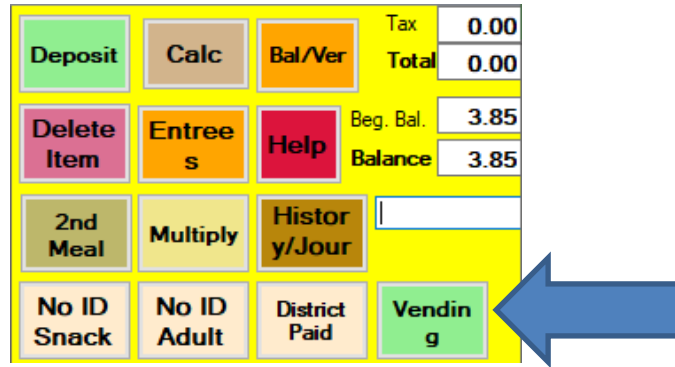 Deposit
Calc
Bal/Ver
Tax 0.00
Total 0.00
Delete
Item
Entree
s
Help
Beg. Bal. 3.85
Balance 3.85
2nd
Meal
Multiply
Histor
y/Jour
No ID
Snack
No ID
Adult
District
Paid
Vendin
g